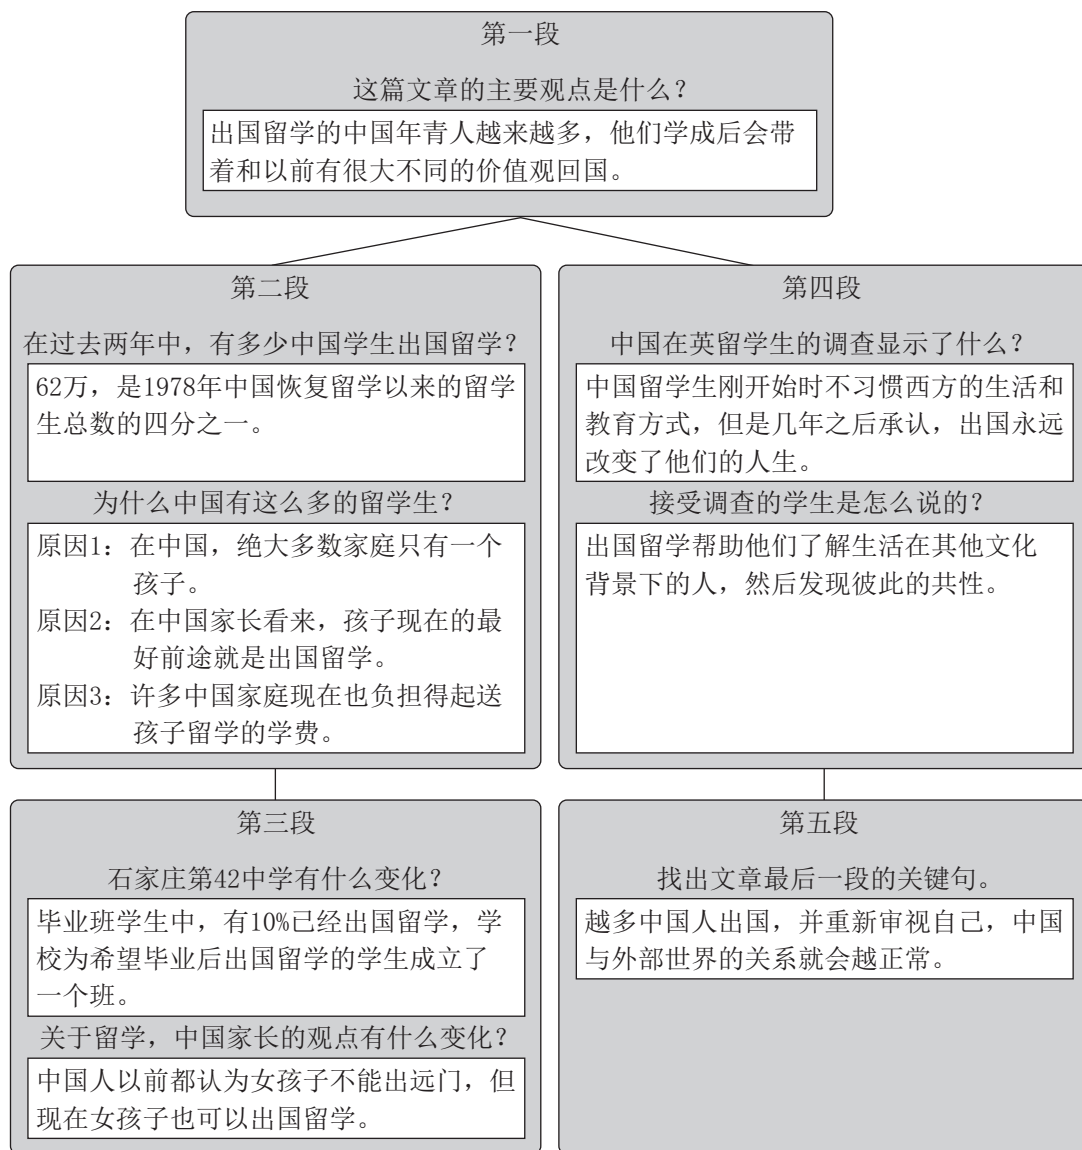 第一段
这篇文章的主要观点是什么？
出国留学的中国年青人越来越多，他们学成后会带
着和以前有很大不同的价值观回国。
第二段
在过去两年中，有多少中国学生出国留学？
62万，是1978年中国恢复留学以来的留学
生总数的四分之一。
为什么中国有这么多的留学生？
原因1：在中国，绝大多数家庭只有一个
孩子。
原因2：在中国家长看来，孩子现在的最
好前途就是出国留学。
原因3：许多中国家庭现在也负担得起送
孩子留学的学费。
第三段
石家庄第42中学有什么变化？
毕业班学生中，有10%已经出国留学，学
校为希望毕业后出国留学的学生成立了
一个班。
关于留学，中国家长的观点有什么变化？
中国人以前都认为女孩子不能出远门，但
现在女孩子也可以出国留学。
第四段
中国在英留学生的调查显示了什么？
中国留学生刚开始时不习惯西方的生活和
教育方式，但是几年之后承认，出国永远
改变了他们的人生。
接受调查的学生是怎么说的？
出国留学帮助他们了解生活在其他文化
背景下的人，然后发现彼此的共性。
第五段
找出文章最后一段的关键句。
越多中国人出国，并重新审视自己，中国
与外部世界的关系就会越正常。